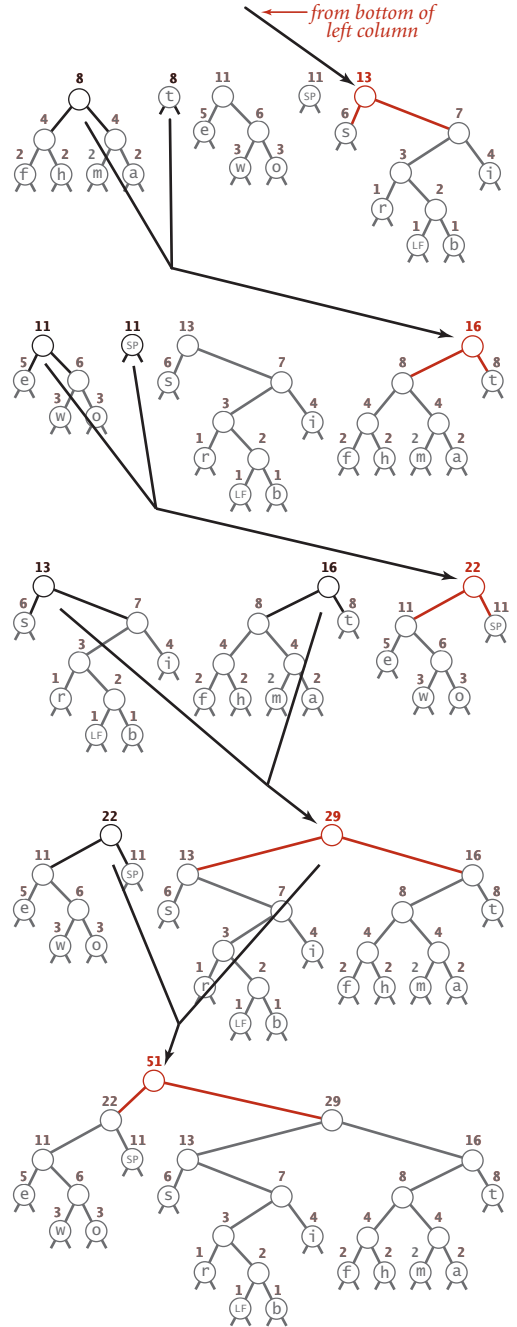 from bottom of
left column
8 8 11 11 13
t SP
4 4 5 e 6 6 s 7
2 f 2 h 2 m 2 a 3 w 3 o 3 4 i
1 r 2
1 LF 1 b
11 11 13 16
SP
5 e 6 6 s 7 8 8 t
3 w 3 o 3 4 i 4 4
1 r 2 2 f 2 h 2 m 2 a
1 LF 1 b
13 16 22
6 s 7 8 8 t 11 11 SP
3 4 i 4 4 5 e 6
1 r 2 2 f 2 h 2 m 2 a 3 w 3 o
1 LF 1 b
22 29
11 11 SP 13 16
5 e 6 6 s 7 8 8 t
3 w 3 o 3 4 i 4 4
1 r 2 2 f 2 h 2 m 2 a
1 LF 1 b
51
22 29
11 11 SP 13 16
5 e 6 6 s 7 8 8 t
3 w 3 o 3 4 i 4 4
1 r 2 2 f 2 h 2 m 2 a
1 LF 1 b